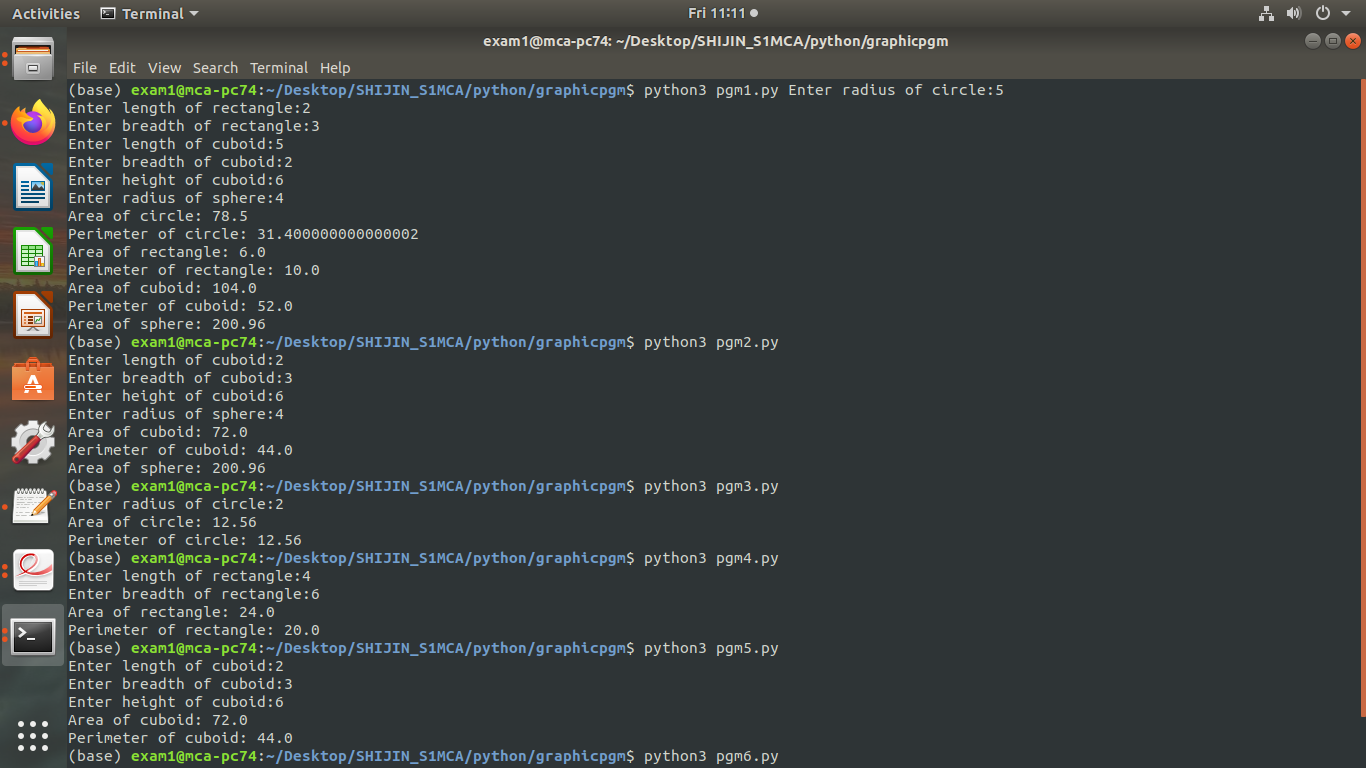 Activities Terminal Fri 11:11
exam1@mca-pc74: ~/Desktop/SHIJIN_S1MCA/python/graphicpgm
File Edit View Search Terminal Help
(base) exam1@mca-pc74:~/Desktop/SHIJIN_S1MCA/python/graphicpgm$ python3 pgm1.py Enter radius of circle:5
Enter length of rectangle:2
Enter breadth of rectangle:3
Enter length of cuboid:5
Enter breadth of cuboid:2
Enter height of cuboid:6
Enter radius of sphere:4
Area of circle: 78.5
Perimeter of circle: 31.400000000000002
Area of rectangle: 6.0
Perimeter of rectangle: 10.0
Area of cuboid: 104.0
Perimeter of cuboid: 52.0
Area of sphere: 200.96
(base) exam1@mca-pc74:~/Desktop/SHIJIN_S1MCA/python/graphicpgm$ python3 pgm2.py
Enter length of cuboid:2
Enter breadth of cuboid:3
Enter height of cuboid:6
Enter radius of sphere:4
Area of cuboid: 72.0
Perimeter of cuboid: 44.0
Area of sphere: 200.96
(base) exam1@mca-pc74:~/Desktop/SHIJIN_S1MCA/python/graphicpgm$ python3 pgm3.py
Enter radius of circle:2
Area of circle: 12.56
Perimeter of circle: 12.56
(base) exam1@mca-pc74:~/Desktop/SHIJIN_S1MCA/python/graphicpgm$ python3 pgm4.py
Enter length of rectangle:4
Enter breadth of rectangle:6
Area of rectangle: 24.0
Perimeter of rectangle: 20.0
(base) exam1@mca-pc74:~/Desktop/SHIJIN_S1MCA/python/graphicpgm$ python3 pgm5.py
Enter length of cuboid:2
Enter breadth of cuboid:3
Enter height of cuboid:6
Area of cuboid: 72.0
Perimeter of cuboid: 44.0
(base) exam1@mca-pc74:~/Desktop/SHIJIN_S1MCA/python/graphicpgm$ python3 pgm6.py